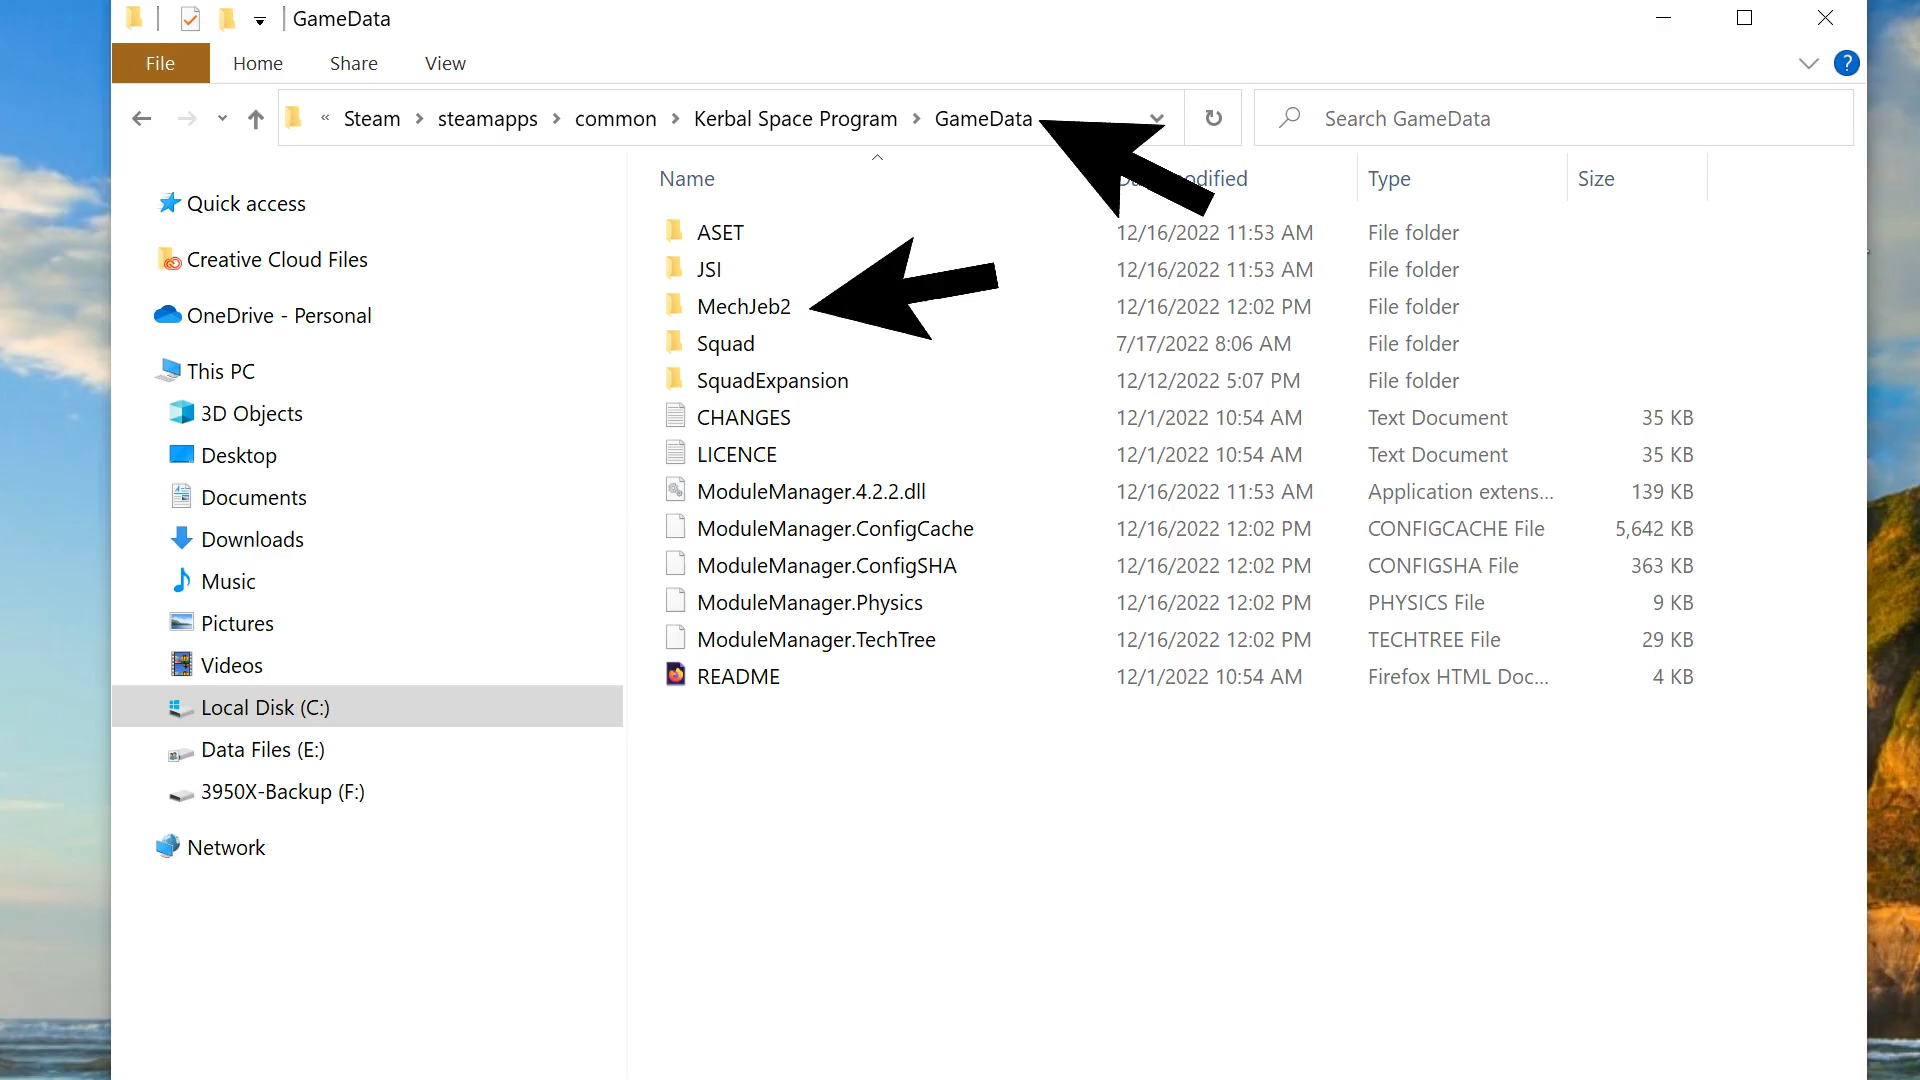 GameData
File Home Share View
?
« Steam > steamapps > common > Kerbal Space Program > GameData
Search GameData
Name Type Size
Quick access
Creative Cloud Files
OneDrive - Personal
This PC
3D Objects
Desktop
Documents
Downloads
Music
Pictures
Videos
Local Disk (C:)
Data Files (E:)
3950X-Backup (F:)
Network
ASET 12/16/2022 11:53 AM File folder
JSI 12/16/2022 11:53 AM File folder
MechJeb2 12/16/2022 12:02 PM File folder
Squad 7/17/2022 8:06 AM File folder
SquadExpansion 12/12/2022 5:07 PM File folder
CHANGES 12/1/2022 10:54 AM Text Document 35 KB
LICENCE 12/1/2022 10:54 AM Text Document 35 KB
ModuleManager.4.2.2.dll 12/16/2022 11:53 AM Application extens... 139 KB
ModuleManager.ConfigCache 12/16/2022 12:02 PM CONFIGCACHE File 5,642 KB
ModuleManager.ConfigSHA 12/16/2022 12:02 PM CONFIGSHA File 363 KB
ModuleManager.Physics 12/16/2022 12:02 PM PHYSICS File 9 KB
ModuleManager.TechTree 12/16/2022 12:02 PM TECHTREE File 29 KB
README 12/1/2022 10:54 AM Firefox HTML Doc... 4 KB